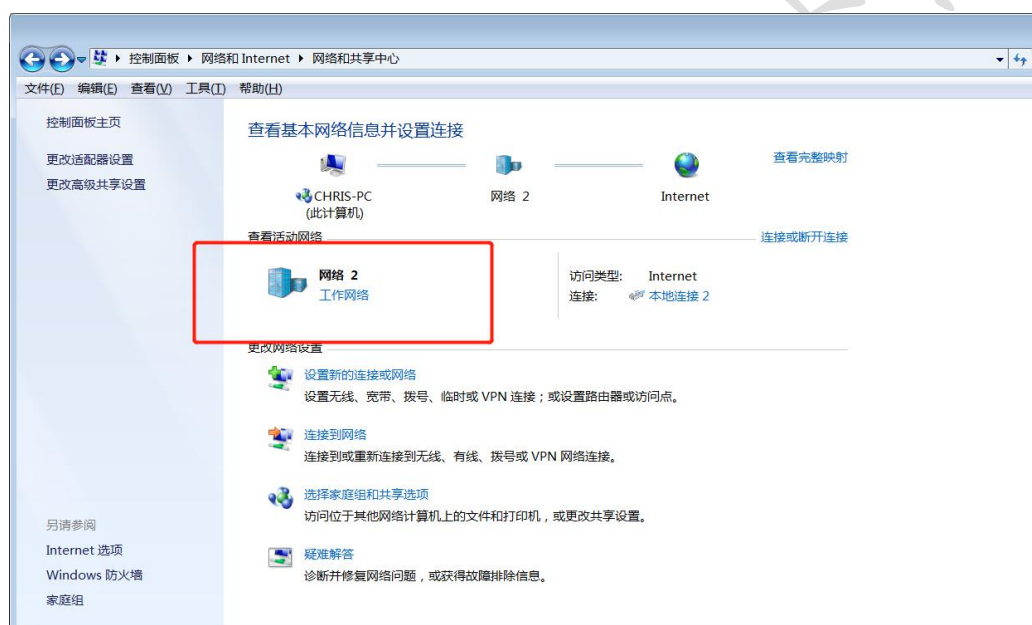 控制面板 ▸ 网络和 Internet ▸ 网络和共享中心
文件(F) 编辑(E) 查看(V) 工具(T) 帮助(H)
控制面板主页
更改适配器设置
更改高级共享设置
另请参阅
Internet 选项
Windows 防火墙
家庭组
查看基本网络信息并设置连接
查看完整映射
CHRIS-PC
(此计算机)
网络 2
Internet
查看活动网络
连接或断开连接
网络 2
工作网络
访问类型: Internet
连接: 本地连接 2
更改网络设置
设置新的连接或网络
设置无线、宽带、拨号、临时或 VPN 连接；或设置路由器或访问点。
连接到网络
连接到或重新连接到无线、有线、拨号或 VPN 网络连接。
选择家庭组和共享选项
访问位于其他网络计算机上的文件和打印机，或更改共享设置。
疑难解答
诊断并修复网络问题，或获得故障排除信息。